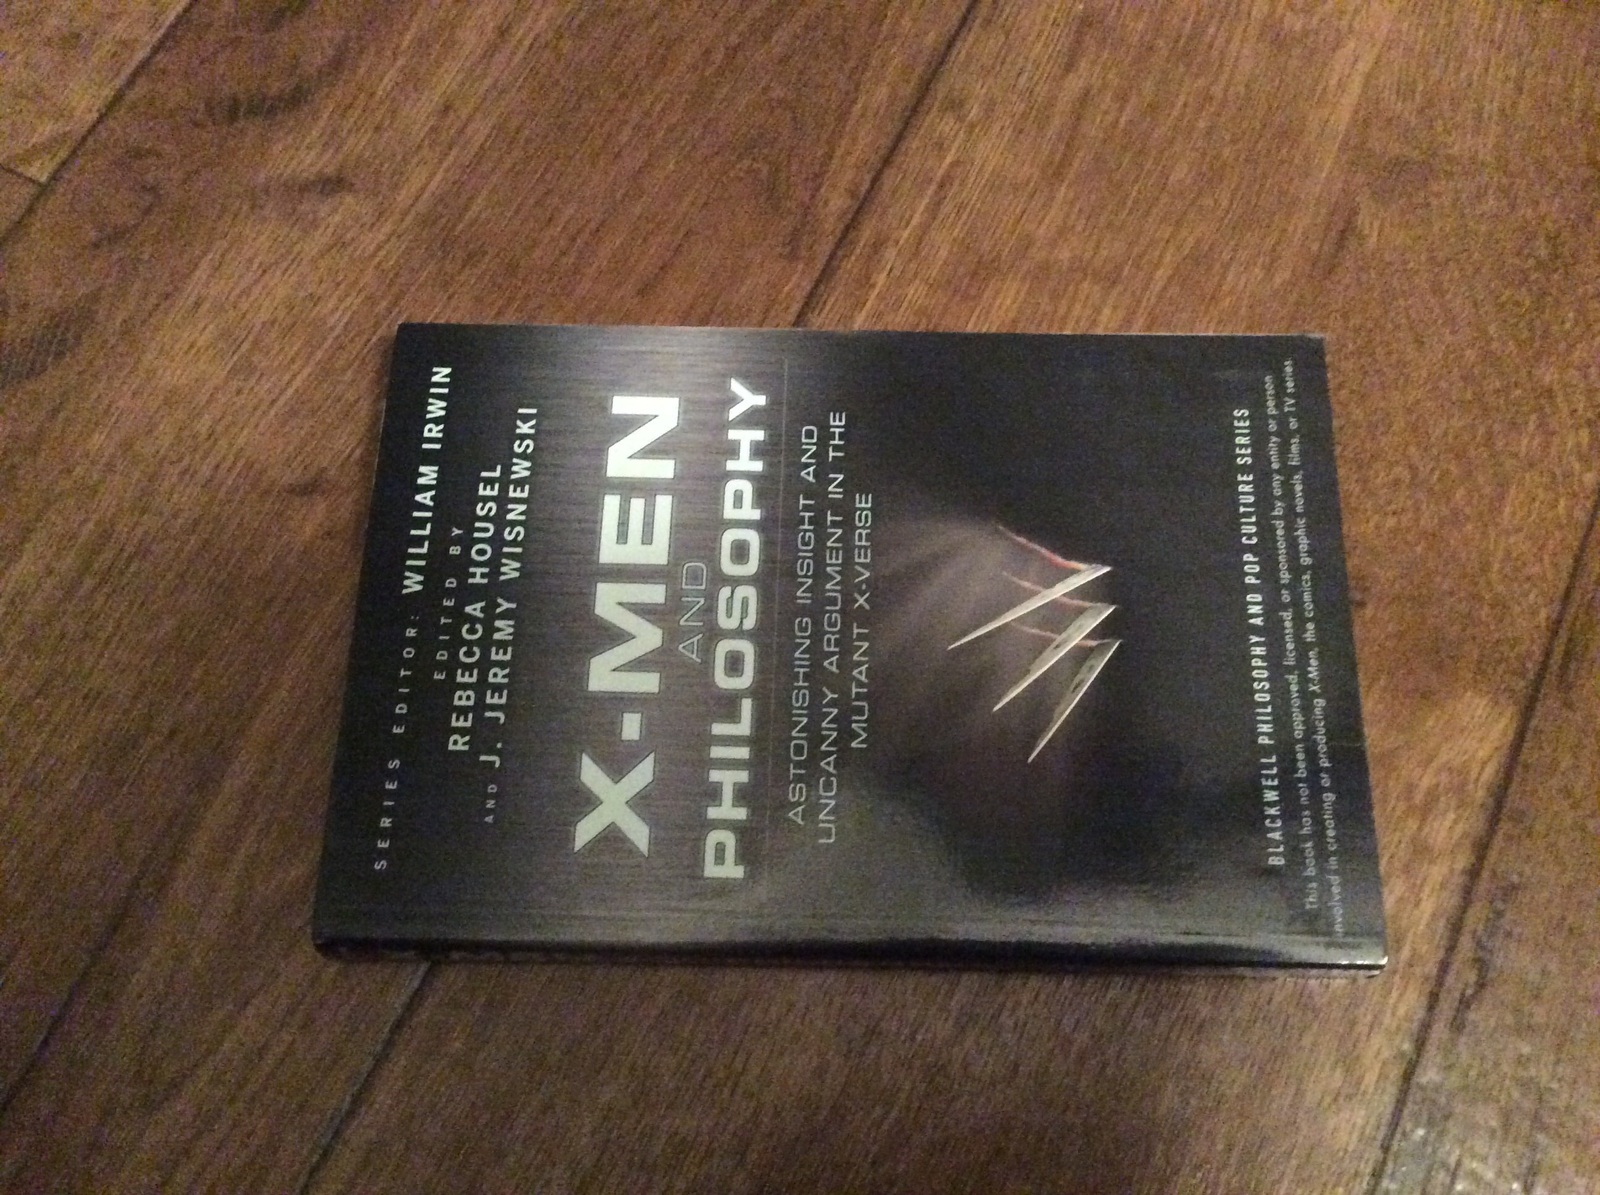 SERIES EDITOR: WILLIAM IRWIN
EDITED BY
REBECCA HOUSEL
AND J. JEREMY WISNEWSKI
X-MEN
AND
PHILOSOPHY
ASTONISHING INSIGHT AND
UNCANNY ARGUMENT IN THE
MUTANT X-VERSE
BLACKWELL PHILOSOPHY AND POP CULTURE SERIES
This book has not been approved, licensed, or sponsored by any entity or person
involved in creating or producing X-Men, the comics, graphic novels, films, or TV series.